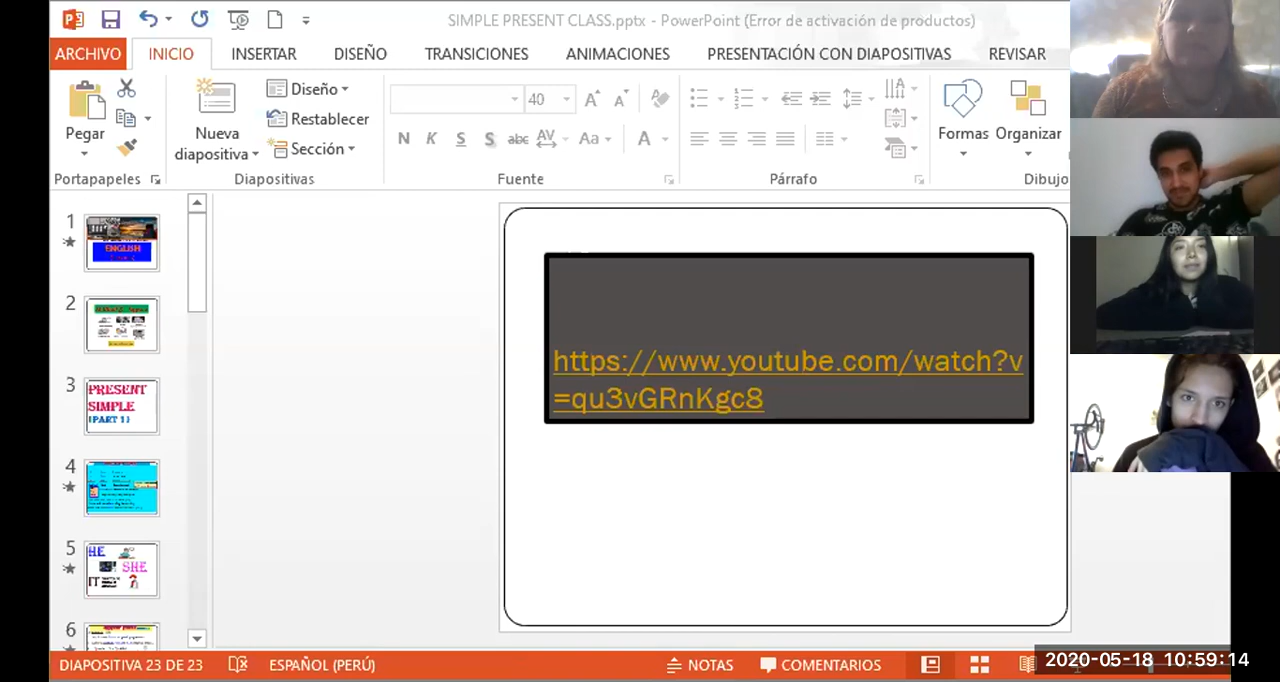 SIMPLE PRESENT CLASS.pptx - PowerPoint (Error de activación de productos)
ARCHIVO INICIO INSERTAR DISEÑO TRANSICIONES ANIMACIONES PRESENTACIÓN CON DIAPOSITIVAS REVISAR
Pegar
Nueva
diapositiva
Diseño
Restablecer
Sección
40
N K S S abc AV Aa A
Formas Organizar
Portapapeles Diapositivas Fuente Párrafo Dibujo
1
ENGLISH
2
3
PRESENT
SIMPLE
(PART 1)
4
5
HE
SHE
IT
6
https://www.youtube.com/watch?v
=qu3vGRnKgc8
DIAPOSITIVA 23 DE 23 ESPAÑOL (PERÚ) NOTAS COMENTARIOS
2020-05-18 10:59:14